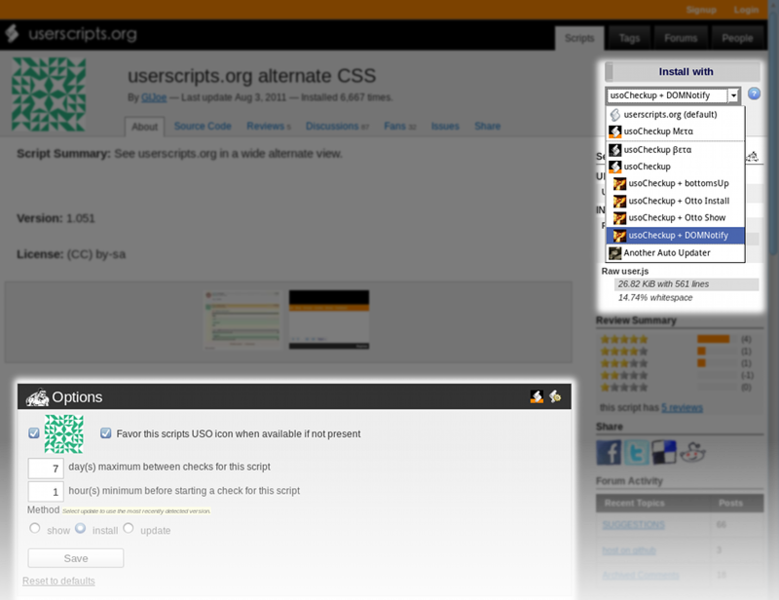 Signup Login
userscripts.org
Scripts Tags Forums People
userscripts.org alternate CSS
By GIJoe — Last update Aug 3, 2011 — Installed 6,667 times.
About Source Code Reviews 5 Discussions 97 Fans 32 Issues Share
Script Summary: See userscripts.org in a wide alternate view.
Version: 1.051
License: (CC) by-sa
Install with
usoCheckup + DOMNotify
userscripts.org (default)
usoCheckup Μετα
usoCheckup βετα
usoCheckup
usoCheckup + bottomsUp
usoCheckup + Otto Install
usoCheckup + Otto Show
usoCheckup + DOMNotify
Another Auto Updater
Raw user.js
26.82 KiB with 561 lines
14.74% whitespace
Review Summary
(4)
(1)
(1)
(-1)
(0)
this script has 5 reviews
Share
Forum Activity
Recent Topics Posts
SUGGESTIONS 66
host on github 3
18
Options
Favor this scripts USO icon when available if not present
7 day(s) maximum between checks for this script
1 hour(s) minimum before starting a check for this script
Method Select update to use the most recently detected version.
show install update
Save
Reset to defaults